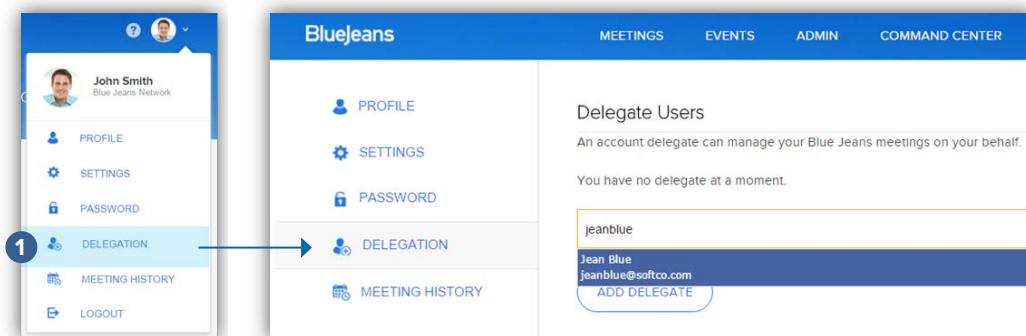 ?
John Smith
Blue Jeans Network
PROFILE
SETTINGS
PASSWORD
1
DELEGATION
MEETING HISTORY
LOGOUT
BlueJeans
MEETINGS EVENTS ADMIN COMMAND CENTER
PROFILE
SETTINGS
PASSWORD
DELEGATION
MEETING HISTORY
Delegate Users
An account delegate can manage your Blue Jeans meetings on your behalf.
You have no delegate at a moment.
jeanblue
Jean Blue
jeanblue@softco.com
ADD DELEGATE